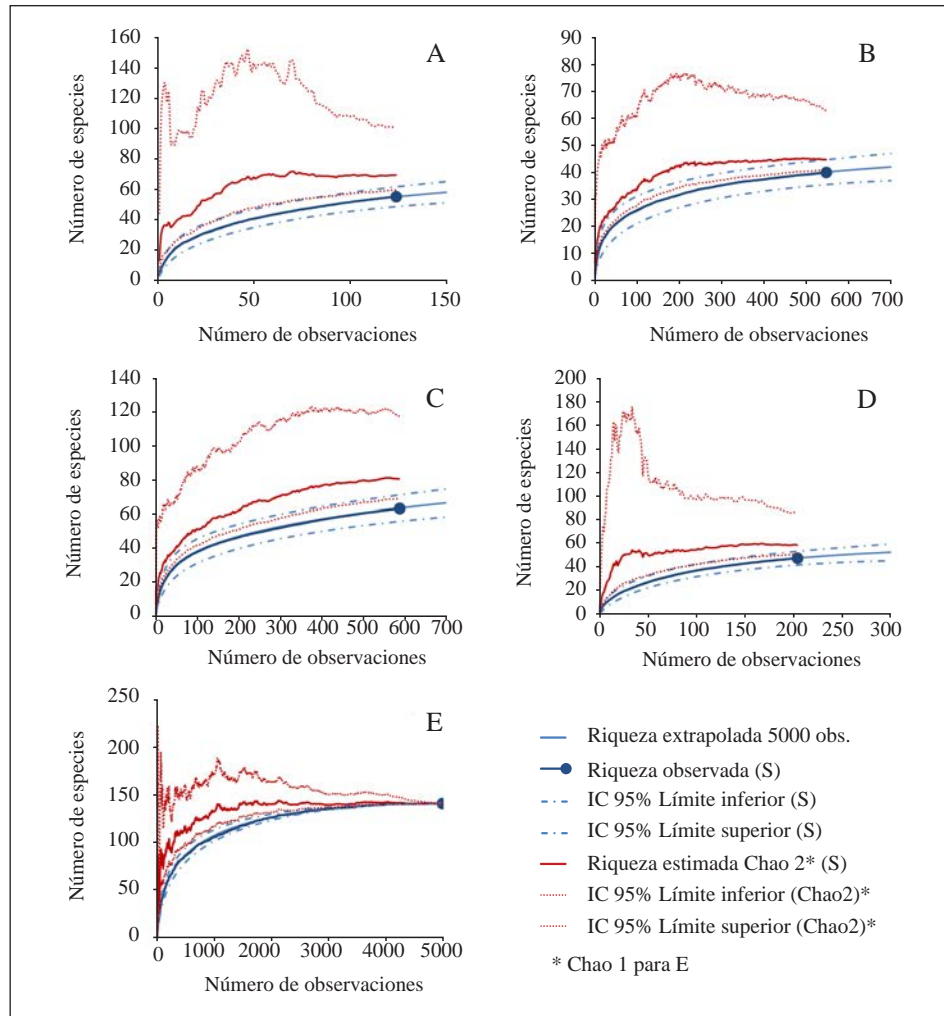 A
Número de especies
160
140
120
100
80
60
40
20
0
0 50 100 150
Número de observaciones
B
Número de especies
90
80
70
60
50
40
30
20
10
0
0 100 200 300 400 500 600 700
Número de observaciones
C
Número de especies
140
120
100
80
60
40
20
0
0 100 200 300 400 500 600 700
Número de observaciones
D
Número de especies
200
180
160
140
120
100
80
60
40
20
0
0 50 100 150 200 250 300
Número de observaciones
E
Número de especies
250
200
150
100
50
0
0 1000 2000 3000 4000 5000
Número de observaciones
Riqueza extrapolada 5000 obs.
Riqueza observada (S)
IC 95% Límite inferior (S)
IC 95% Límite superior (S)
Riqueza estimada Chao 2* (S)
IC 95% Límite inferior (Chao2)*
IC 95% Límite superior (Chao2)*
* Chao 1 para E